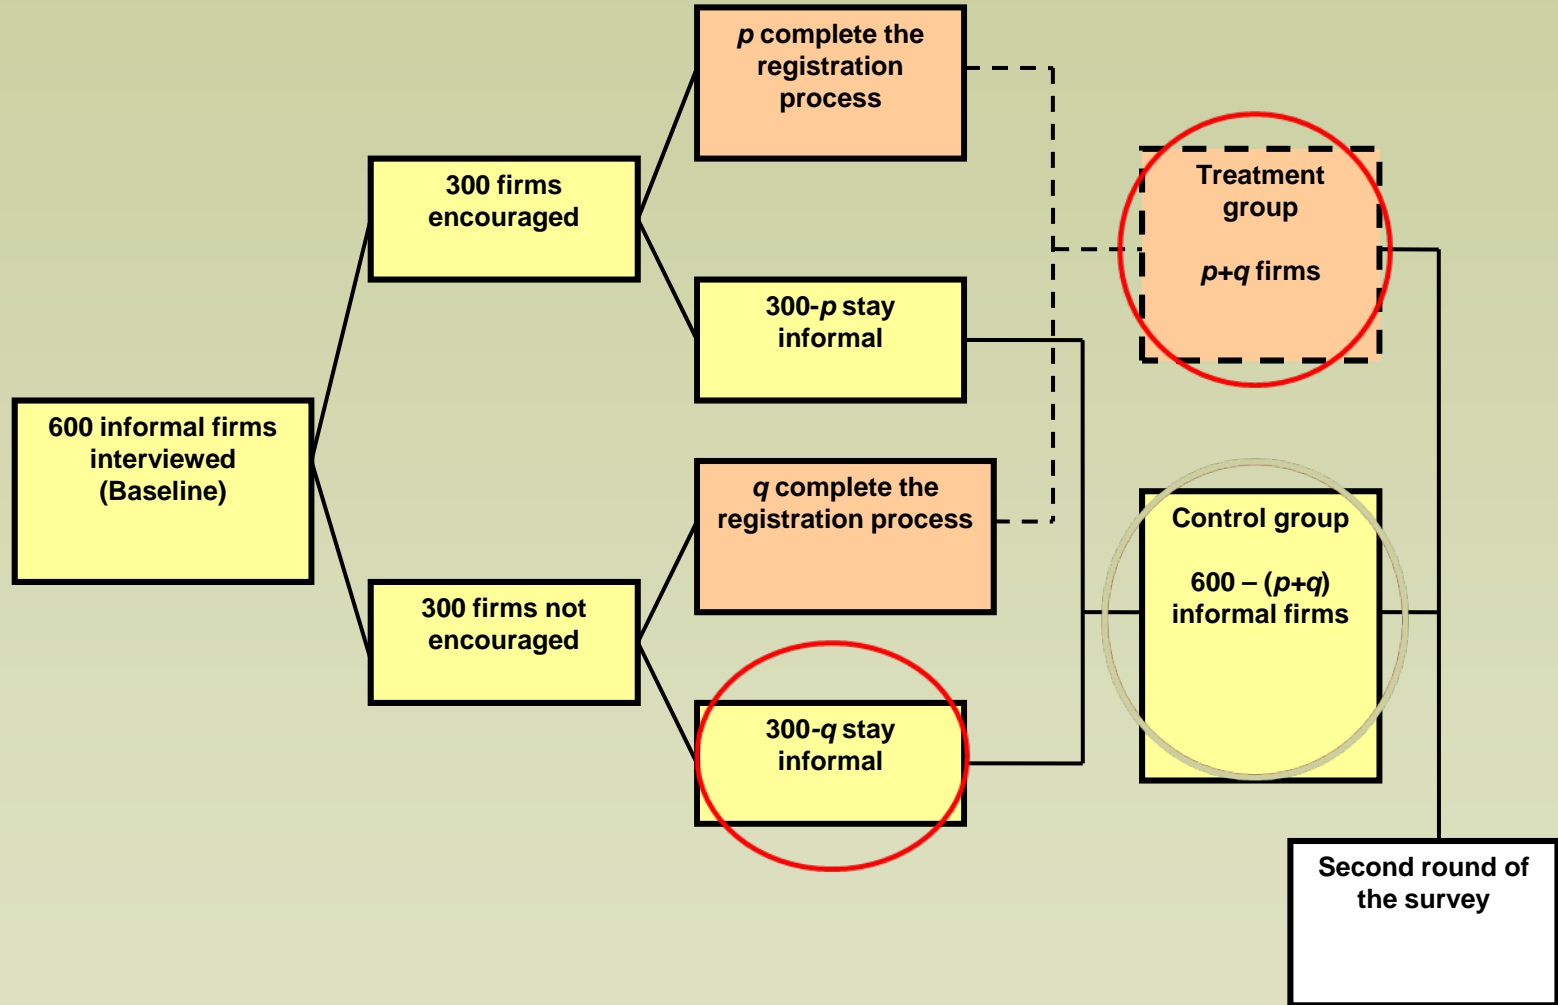 600 informal firms
interviewed
(Baseline)
300 firms
encouraged
300 firms not
encouraged
p complete the
registration
process
300-p stay
informal
q complete the
registration process
300-q stay
informal
Treatment
group
p+q firms
Control group
600 – (p+q)
informal firms
Second round of
the survey